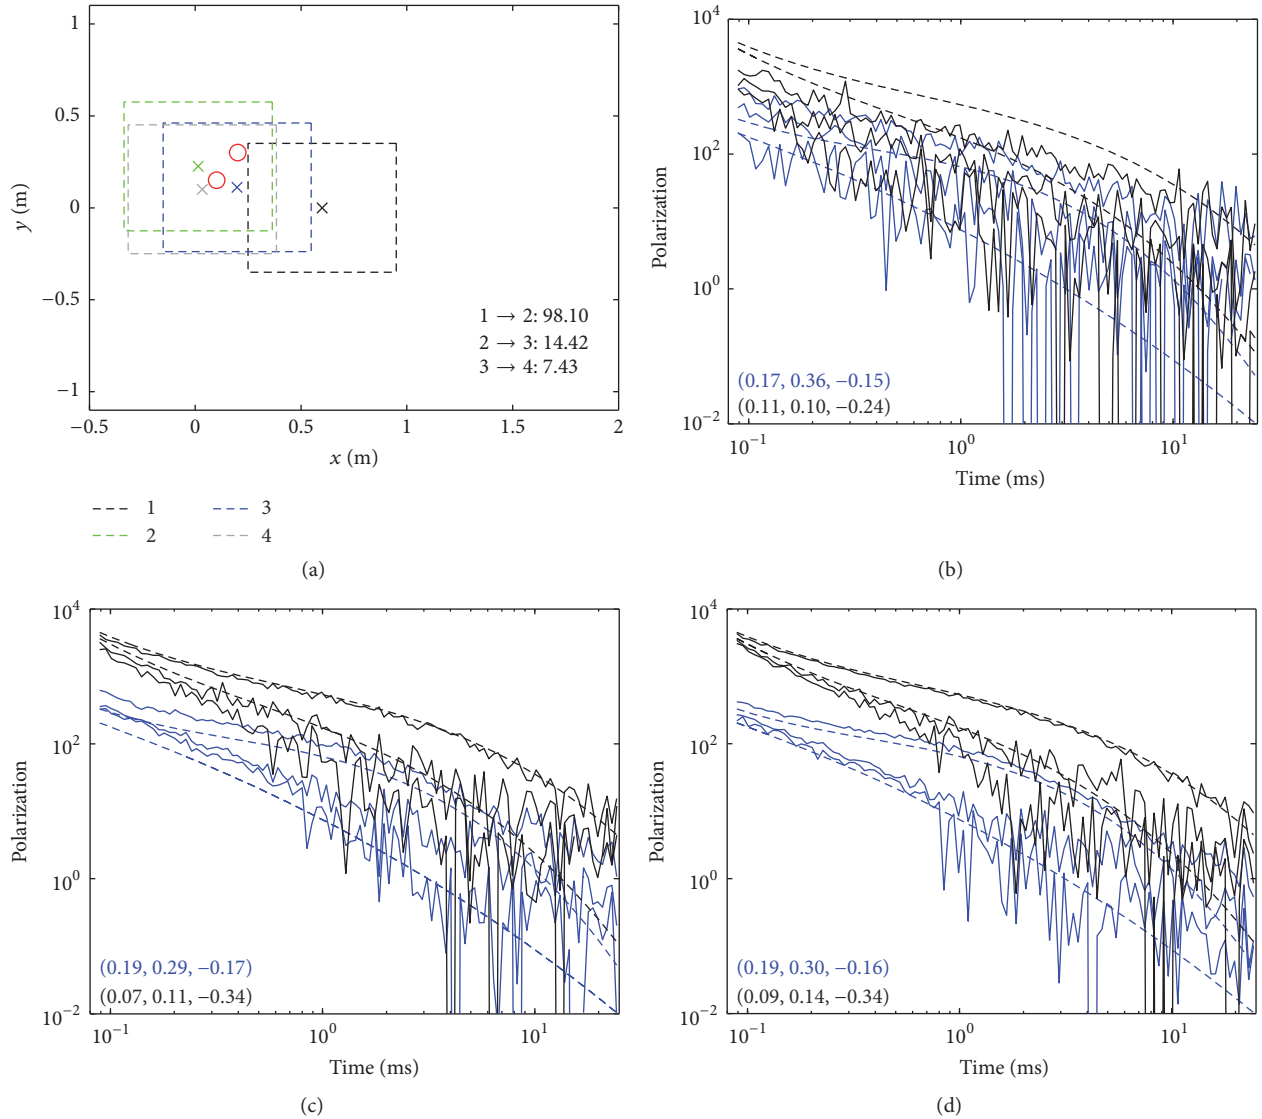 1
0.5
0
−0.5
−1
y (m)
−0.5
0
0.5
1
1.5
2
x (m)
1 → 2: 98.10
2 → 3: 14.42
3 → 4: 7.43
1
3
2
4
(a)
10^4
10^2
10^0
10^−2
Polarization
(0.17, 0.36, −0.15)
(0.11, 0.10, −0.24)
10^−1
10^0
10^1
Time (ms)
(b)
10^4
10^2
10^0
10^−2
Polarization
(0.19, 0.29, −0.17)
(0.07, 0.11, −0.34)
10^−1
10^0
10^1
Time (ms)
(c)
10^4
10^2
10^0
10^−2
Polarization
(0.19, 0.30, −0.16)
(0.09, 0.14, −0.34)
10^−1
10^0
10^1
Time (ms)
(d)